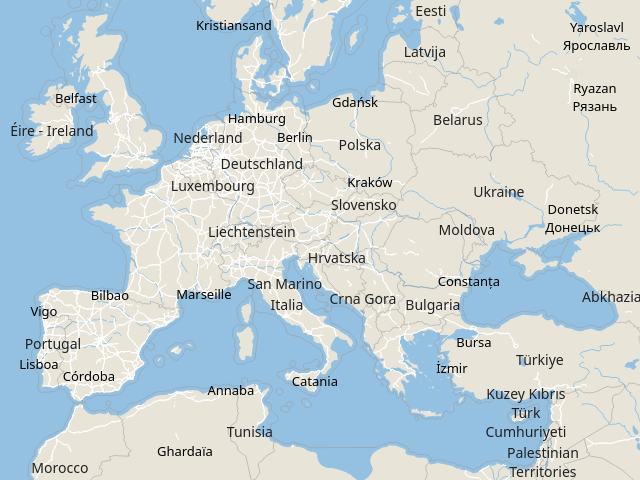 Eesti
Kristiansand
Yaroslavl
Ярославль
Latvija
Ryazan
Рязань
Belfast
Gdańsk
Hamburg
Belarus
Éire - Ireland
Nederland
Berlin
Polska
Deutschland
Luxembourg
Kraków
Ukraine
Slovensko
Donetsk
Донецьк
Liechtenstein
Moldova
Hrvatska
San Marino
Constanța
Bilbao
Marseille
Crna Gora
Abkhazia
Vigo
Italia
Bulgaria
Portugal
Bursa
Türkiye
Lisboa
Córdoba
Catania
İzmir
Annaba
Kuzey Kıbrıs
Türk
Cumhuriyeti
Tunisia
Ghardaïa
Palestinian
Territories
Morocco